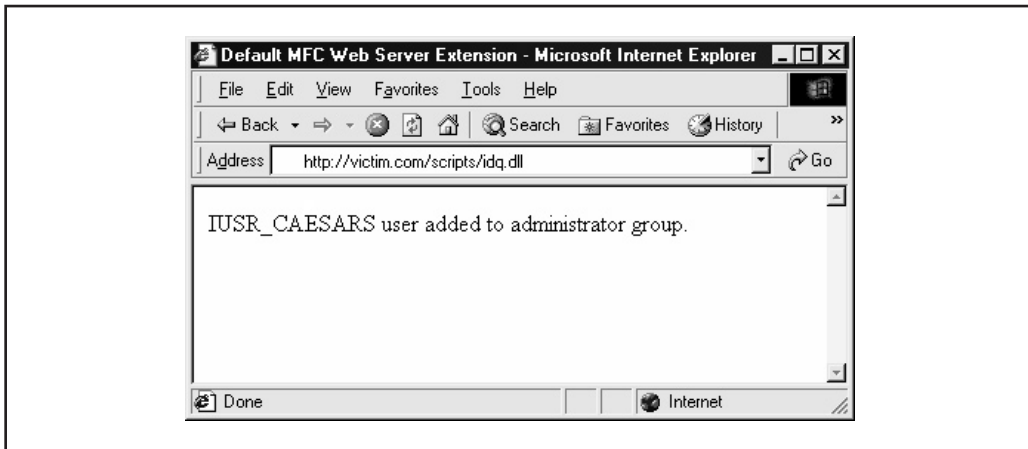 Default MFC Web Server Extension - Microsoft Internet Explorer
File Edit View Favorites Tools Help
Back Search Favorites History »
Address http://victim.com/scripts/idq.dll Go
IUSR_CAESARS user added to administrator group.
Done Internet